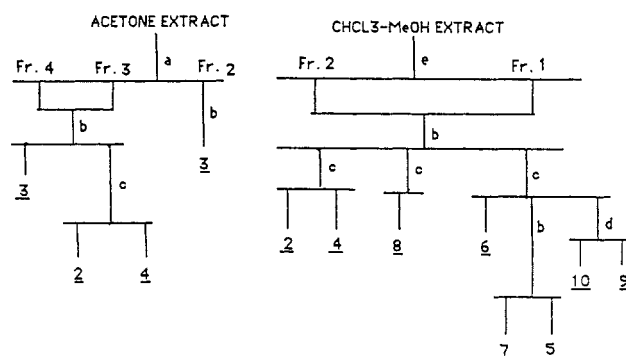 ACETONE EXTRACT
CHCL3-MeOH EXTRACT
Fr. 4 Fr. 3 a Fr. 2
Fr. 2 e Fr. 1
b b
b
3 3
c
c c c
2 4
2 4 8 6 b d
10 9
7 5